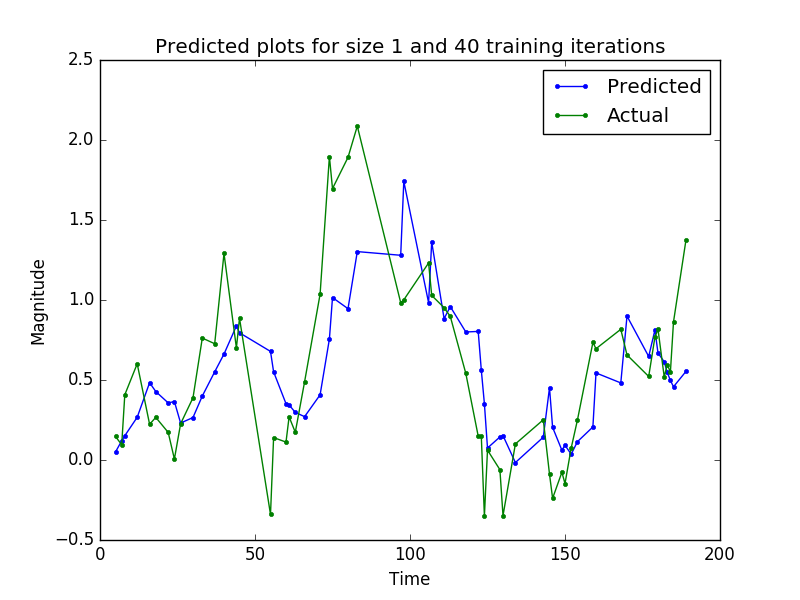 Predicted plots for size 1 and 40 training iterations
2.5
2.0
1.5
1.0
0.5
0.0
−0.5
Magnitude
Predicted
Actual
0 50 100 150 200
Time